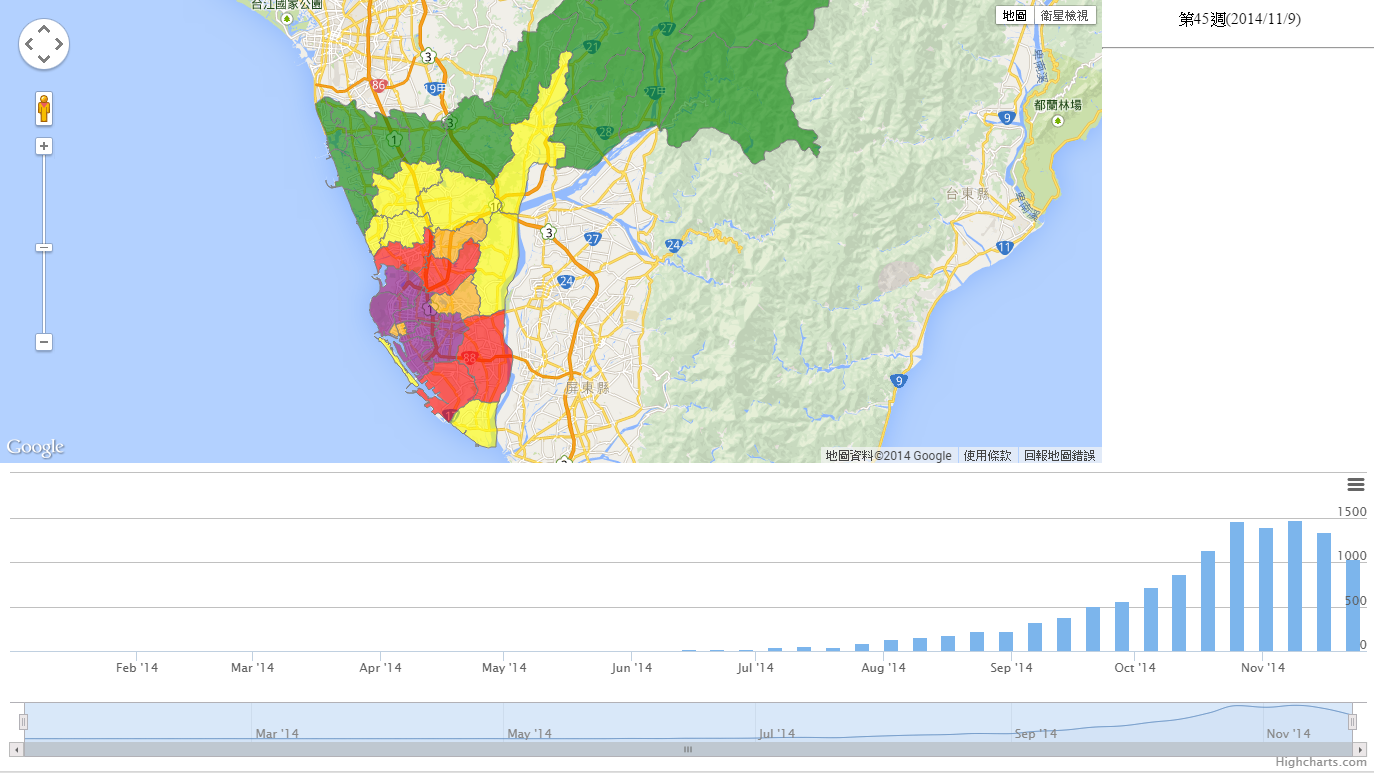 台江國家公園
地圖
衛星檢視
第45週(2014/11/9)
27
21
3
86
19甲
27甲
卑南溪
都蘭林場
9
3
28
1
台東縣
卑南溪
10
3
27
24
11
24
1
88
9
屏東縣
17
3
Google
地圖資料©2014 Google
使用條款
回報地圖錯誤
1500
1000
500
0
Feb '14
Mar '14
Apr '14
May '14
Jun '14
Jul '14
Aug '14
Sep '14
Oct '14
Nov '14
Mar '14
May '14
Jul '14
Sep '14
Nov '14
Highcharts.com